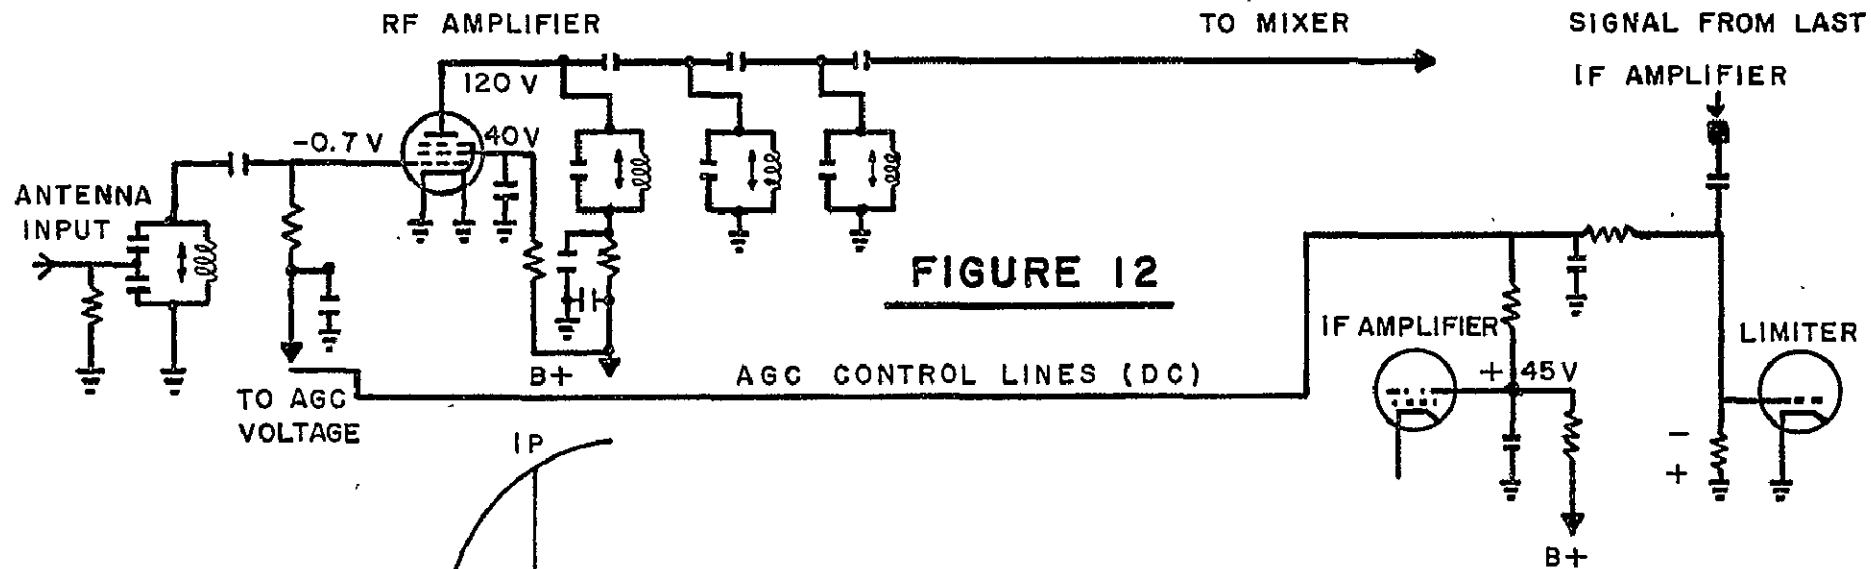 RF AMPLIFIER
TO MIXER
SIGNAL FROM LAST
IF AMPLIFIER
120 V
-0.7 V
40V
ANTENNA
INPUT
FIGURE 12
IF AMPLIFIER
LIMITER
B+
AGC CONTROL LINES (DC)
+ 45V
TO AGC
VOLTAGE
-
+
IP
B+